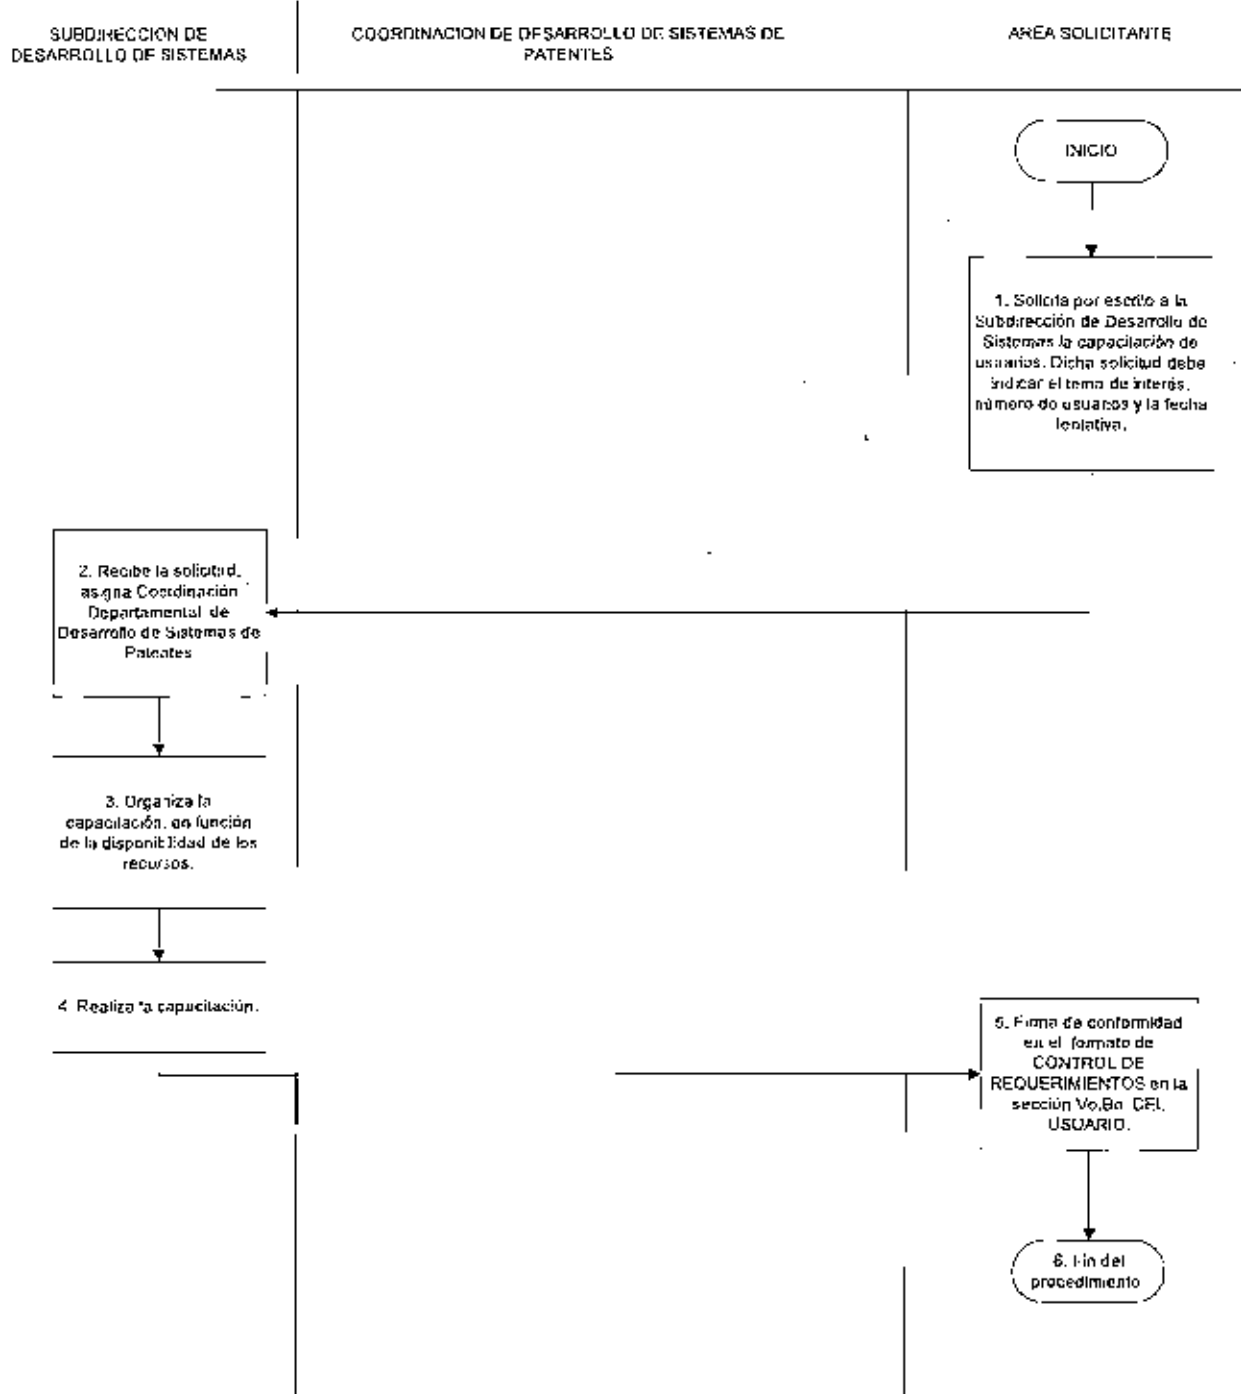 SUBDIRECCION DE
DESARROLLO DE SISTEMAS
COORDINACION DE DESARROLLO DE SISTEMAS DE
PATENTES
AREA SOLICITANTE
INICIO
1. Solicita por escrito a la
Subdirección de Desarrollo de
Sistemas la capacitación de
usuarios. Dicha solicitud debe
indicar el tema de interés,
número de usuarios y la fecha
tentativa.
2. Recibe la solicitud,
asigna Coordinación
Departamental de
Desarrollo de Sistemas de
Patentes
3. Organiza la
capacitación, en función
de la disponibilidad de los
recursos.
4. Realiza la capacitación.
5. Firma de conformidad
en el formato de
CONTROL DE
REQUERIMIENTOS en la
sección Vo.Bo. DEL
USUARIO.
6. Fin del
procedimiento